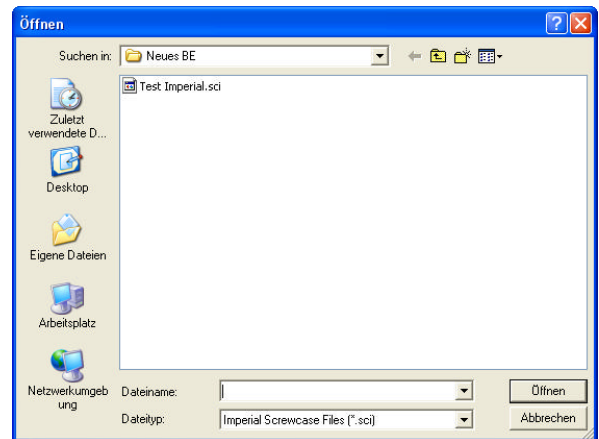 Öffnen
Suchen in:
Neues BE
Test Imperial.sci
Zuletzt
verwendete D...
Desktop
Eigene Dateien
Arbeitsplatz
Netzwerkumgeb
ung
Dateiname:
Öffnen
Dateityp:
Imperial Screwcase Files (*.sci)
Abbrechen